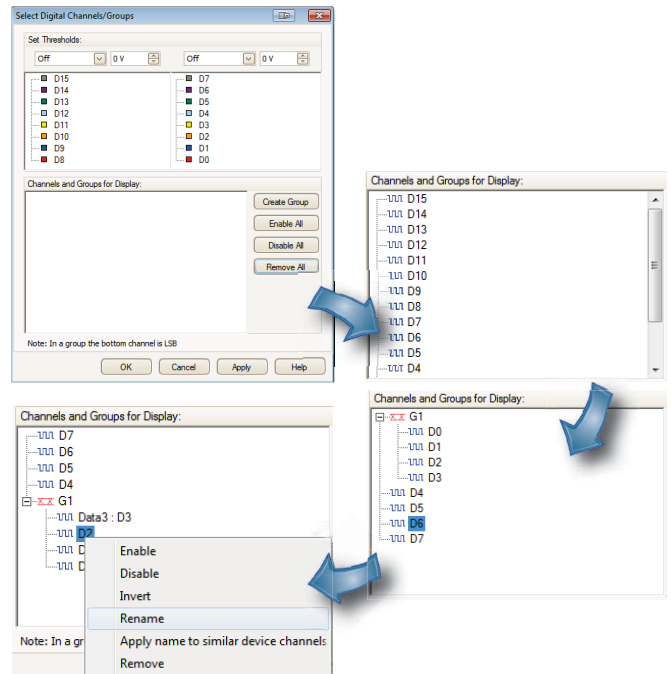 Select Digital Channels/Groups
Set Thresholds:
Off 0 V Off 0 V
D15 D7
D14 D6
D13 D5
D12 D4
D11 D3
D10 D2
D9 D1
D8 D0
Channels and Groups for Display:
Create Group
Enable All
Disable All
Remove All
Note: In a group the bottom channel is LSB
OK Cancel Apply Help
Channels and Groups for Display:
D15
D14
D13
D12
D11
D10
D9
D8
D7
D6
D5
D4
Channels and Groups for Display:
G1
D0
D1
D2
D3
D4
D5
D6
D7
Channels and Groups for Display:
D7
D6
D5
D4
G1
Data3 : D3
D2
D
D
Note: In a gr
Enable
Disable
Invert
Rename
Apply name to similar device channels
Remove